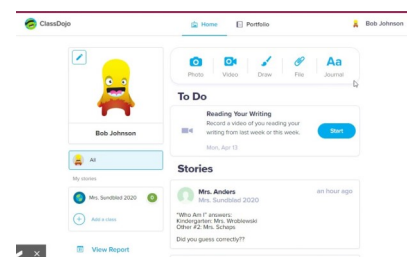 ClassDojo
Home
Portfolio
Bob Johnson
Photo
Video
Draw
File
Aa
Journal
To Do
Reading Your Writing
Record a video of you reading your
writing from last week or this week.
Mon, Apr 13
Start
Bob Johnson
All
My stories
Mrs. Sundblad 2020
Add a class
View Report
Stories
Mrs. Anders
an hour ago
Mrs. Sundblad 2020
"Who Am I" answers:
Kindergarten: Mrs. Wroblewski
Other #2: Mrs. Schaps
Did you guess correctly??